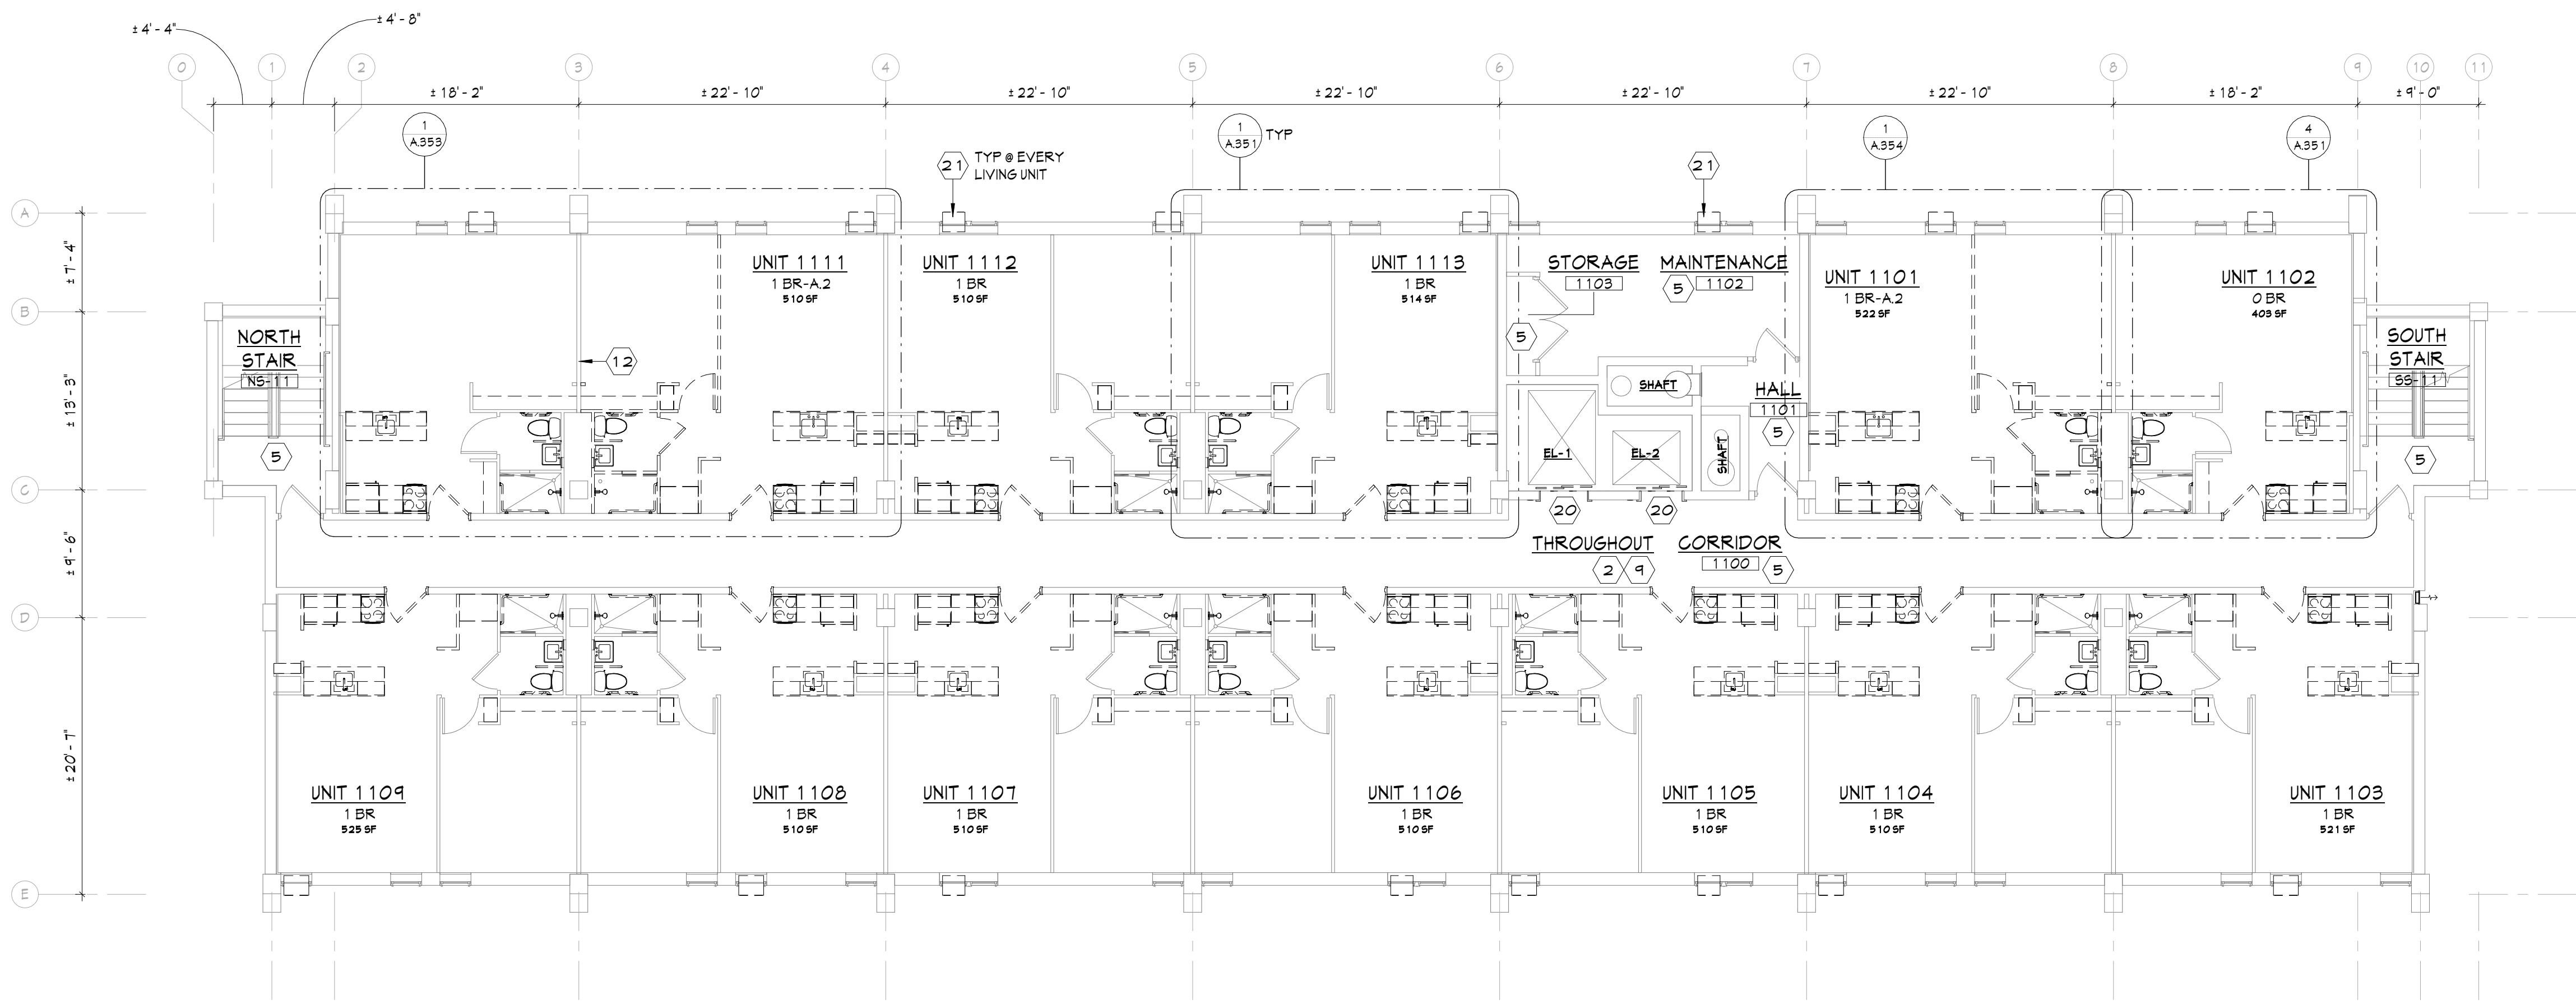 ± 4' - 4"
± 4' - 8"
0
1
2
3
4
5
6
7
8
9
10
11
± 18' - 2"
± 22' - 10"
± 22' - 10"
± 22' - 10"
± 22' - 10"
± 22' - 10"
± 18' - 2"
± 9' - 0"
1
A.353
21
TYP @ EVERY
LIVING UNIT
1
A.351
TYP
21
1
A.354
4
A.351
A
B
C
D
E
± 7' - 4"
± 13' - 3"
± 9' - 6"
± 20' - 7"
UNIT 1111
1 BR-A.2
510 SF
UNIT 1112
1 BR
510 SF
UNIT 1113
1 BR
514 SF
STORAGE
1103
MAINTENANCE
5
1102
UNIT 1101
1 BR-A.2
522 SF
UNIT 1102
0 BR
403 SF
NORTH
STAIR
NS-11
5
12
5
SHAFT
HALL
1101
5
EL-1
EL-2
SHAFT
20
20
SOUTH
STAIR
SS-11
5
THROUGHOUT
2
9
CORRIDOR
1100
5
UNIT 1109
1 BR
525 SF
UNIT 1108
1 BR
510 SF
UNIT 1107
1 BR
510 SF
UNIT 1106
1 BR
510 SF
UNIT 1105
1 BR
510 SF
UNIT 1104
1 BR
510 SF
UNIT 1103
1 BR
521 SF